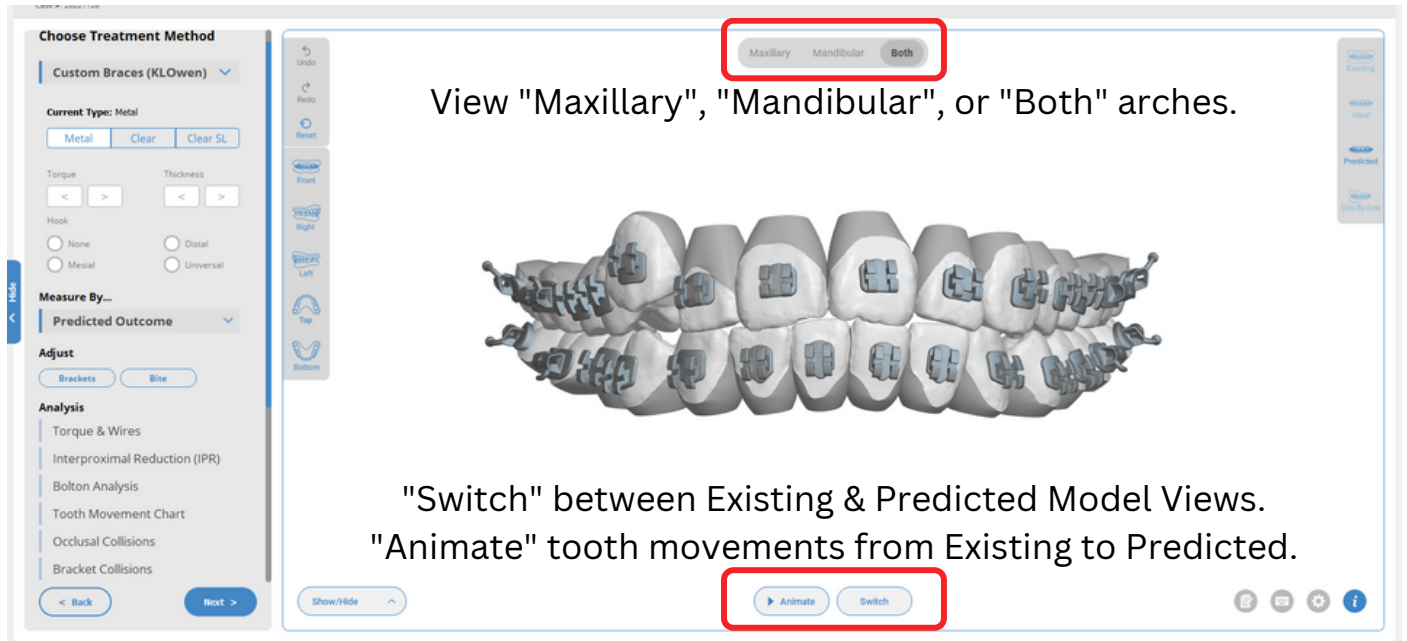 Choose Treatment Method
Custom Braces (KLOwen)
Current Type: Metal
Metal Clear Clear SL
Torque Thickness
< > < >
Hook
None Distal
Mesial Universal
Measure By...
Predicted Outcome
Adjust
Brackets Bite
Analysis
Torque & Wires
Interproximal Reduction (IPR)
Bolton Analysis
Tooth Movement Chart
Occlusal Collisions
Bracket Collisions
< Back Next >
Hide
Undo
Redo
Reset
Front
Right
Left
Top
Bottom
Maxillary Mandibular Both
View "Maxillary", "Mandibular", or "Both" arches.
"Switch" between Existing & Predicted Model Views.
"Animate" tooth movements from Existing to Predicted.
Show/Hide
Animate Switch
Existing
Ideal
Predicted
Side-By-Side
i